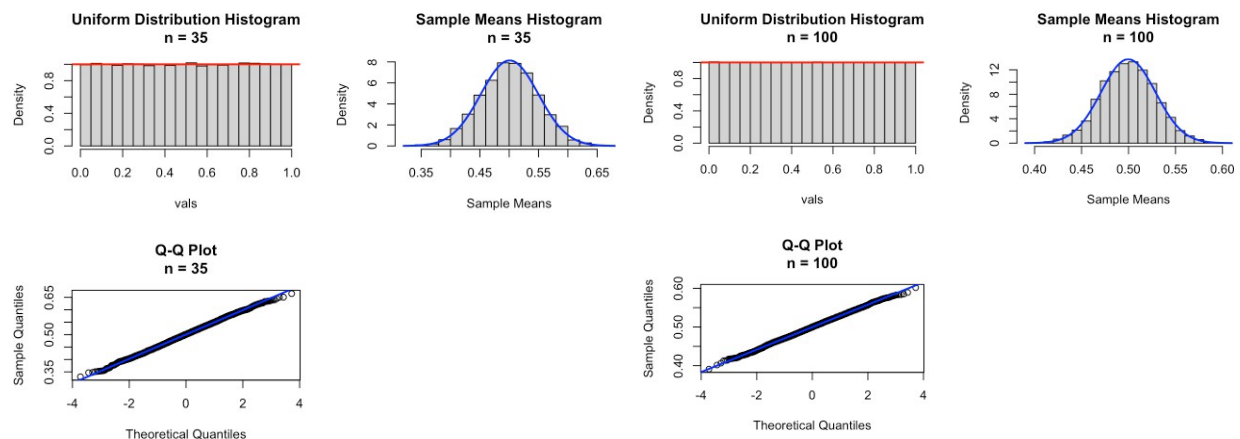 Uniform Distribution Histogram
n = 35
Density
0.0 0.4 0.8
0.0 0.2 0.4 0.6 0.8 1.0
vals
Sample Means Histogram
n = 35
Density
0 2 4 6 8
0.35 0.45 0.55 0.65
Sample Means
Uniform Distribution Histogram
n = 100
Density
0.0 0.4 0.8
0.0 0.2 0.4 0.6 0.8 1.0
vals
Sample Means Histogram
n = 100
Density
0 4 8 12
0.40 0.45 0.50 0.55 0.60
Sample Means
Q-Q Plot
n = 35
Sample Quantiles
0.35 0.50 0.65
-4 -2 0 2 4
Theoretical Quantiles
Q-Q Plot
n = 100
Sample Quantiles
0.40 0.50 0.60
-4 -2 0 2 4
Theoretical Quantiles